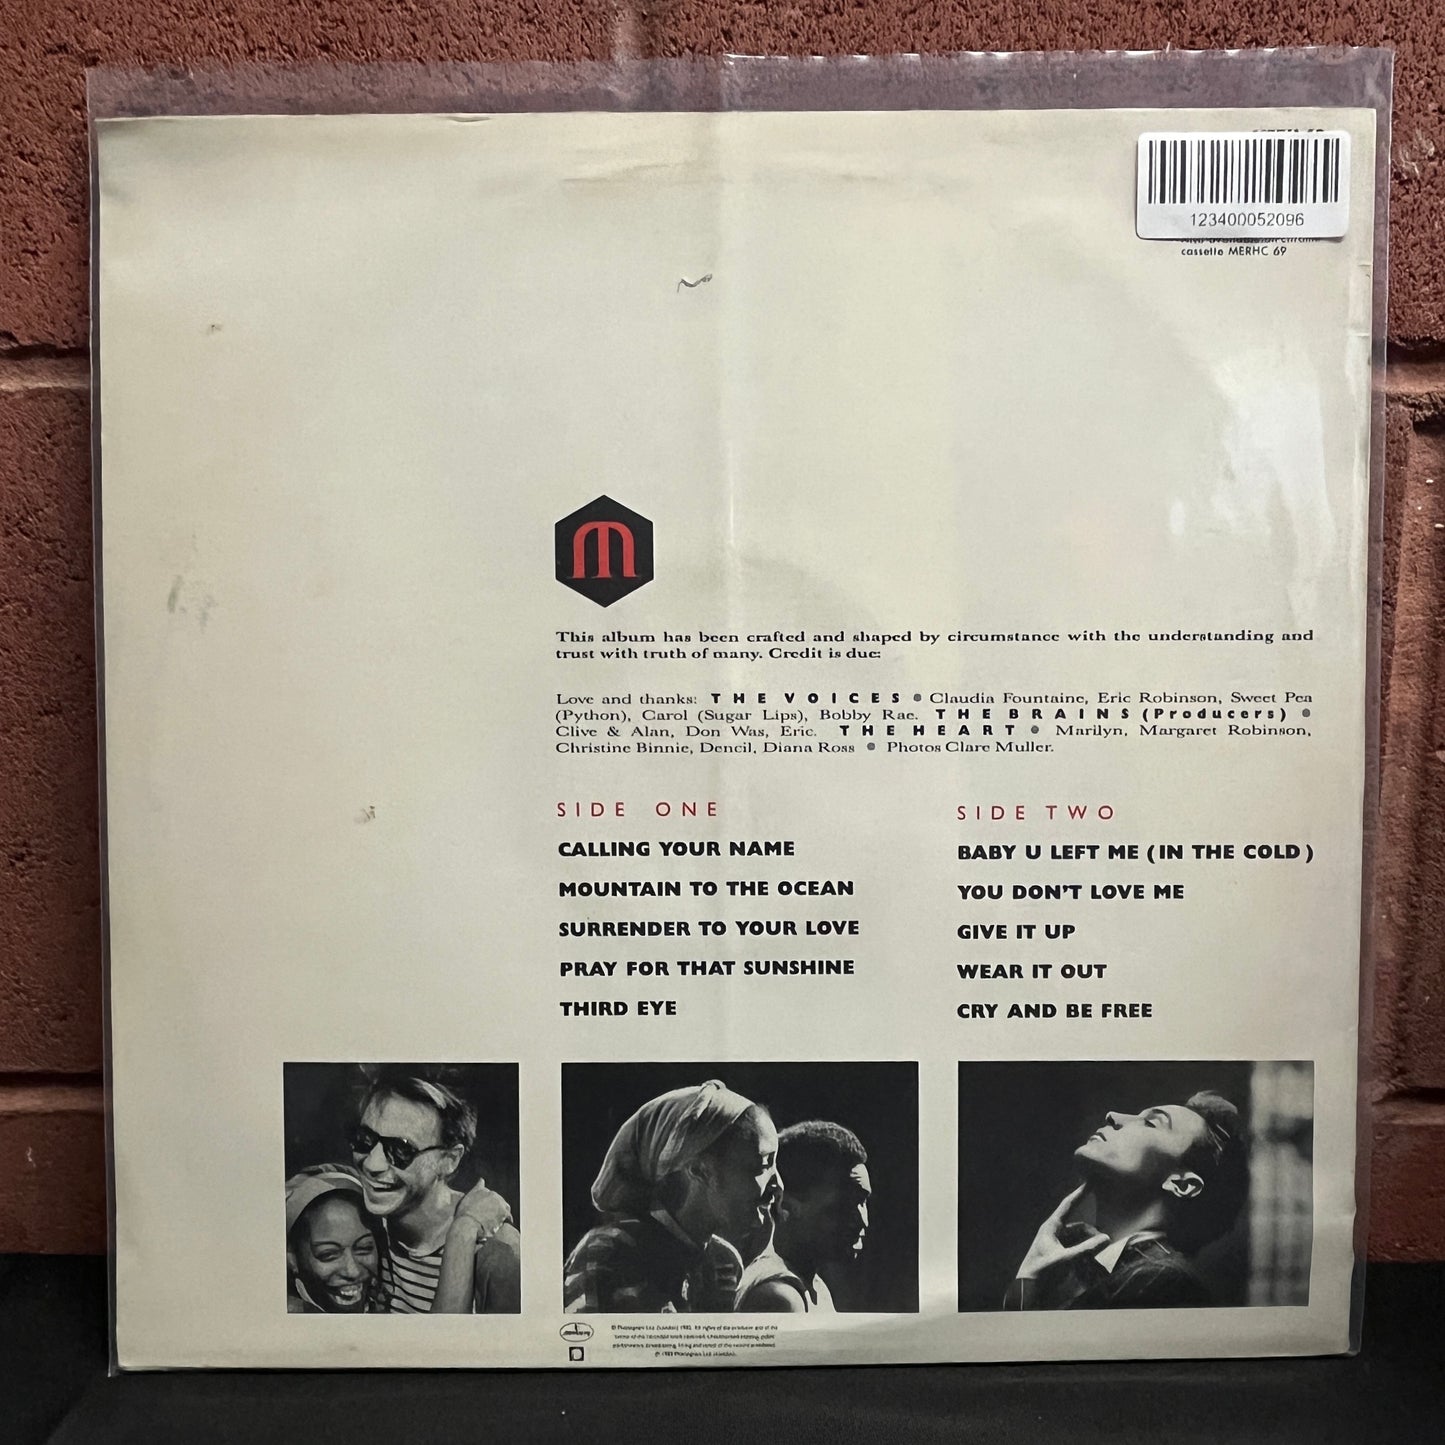 123400052096
cassette MERHC 69
m
This album has been crafted and shaped by circumstance with the understanding and
trust with truth of many. Credit is due:
Love and thanks: THE VOICES • Claudia Fountaine, Eric Robinson, Sweet Pea
(Python), Carol (Sugar Lips), Bobby Rae. THE BRAINS (Producers) •
Clive & Alan, Don Was, Eric. THE HEART • Marilyn, Margaret Robinson,
Christine Binnie, Dencil, Diana Ross • Photos Clare Muller.
SIDE ONE
CALLING YOUR NAME
MOUNTAIN TO THE OCEAN
SURRENDER TO YOUR LOVE
PRAY FOR THAT SUNSHINE
THIRD EYE
SIDE TWO
BABY U LEFT ME (IN THE COLD)
YOU DON'T LOVE ME
GIVE IT UP
WEAR IT OUT
CRY AND BE FREE